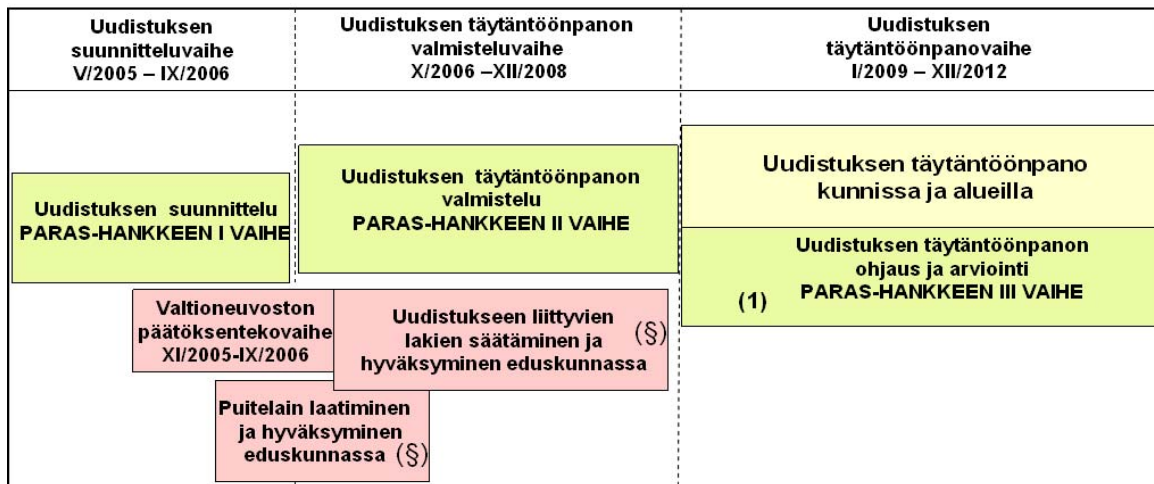 Uudistuksen
suunnitteluvaihe
V/2005 – IX/2006
Uudistuksen täytäntöönpanon
valmisteluvaihe
X/2006 –XII/2008
Uudistuksen
täytäntöönpanovaihe
I/2009 – XII/2012
Uudistuksen suunnittelu
PARAS-HANKKEEN I VAIHE
Uudistuksen täytäntöönpanon
valmistelu
PARAS-HANKKEEN II VAIHE
Uudistuksen täytäntöönpano
kunnissa ja alueilla
Uudistuksen täytäntöönpanon
ohjaus ja arviointi
(1) PARAS-HANKKEEN III VAIHE
Valtioneuvoston
päätöksentekovaihe
XI/2005-IX/2006
Uudistukseen liittyvien (§)
lakien säätäminen ja
hyväksyminen eduskunnassa
Puitelain laatiminen
ja hyväksyminen
eduskunnassa (§)